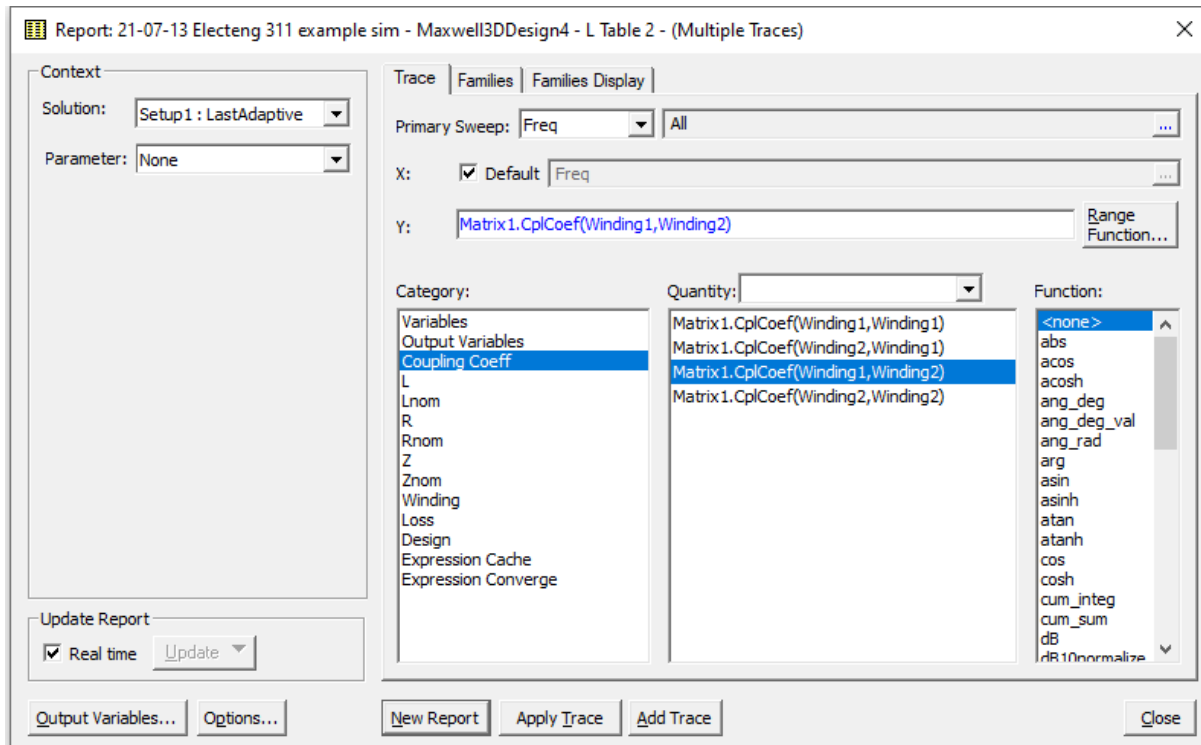 Report: 21-07-13 Electeng 311 example sim - Maxwell3DDesign4 - L Table 2 - (Multiple Traces)
Context
Solution: Setup1 : LastAdaptive
Parameter: None
Update Report
Real time Update
Output Variables... Options...
Trace Families Families Display
Primary Sweep: Freq All ...
X: Default Freq ...
Y: Matrix1.CplCoef(Winding1,Winding2)
Range
Function...
Category:
Variables
Output Variables
Coupling Coeff
L
Lnom
R
Rnom
Z
Znom
Winding
Loss
Design
Expression Cache
Expression Converge
Quantity:
Matrix1.CplCoef(Winding1,Winding1)
Matrix1.CplCoef(Winding2,Winding1)
Matrix1.CplCoef(Winding1,Winding2)
Matrix1.CplCoef(Winding2,Winding2)
Function:
<none>
abs
acos
acosh
ang_deg
ang_deg_val
ang_rad
arg
asin
asinh
atan
atanh
cos
cosh
cum_integ
cum_sum
dB
dB10normalize
New Report Apply Trace Add Trace Close